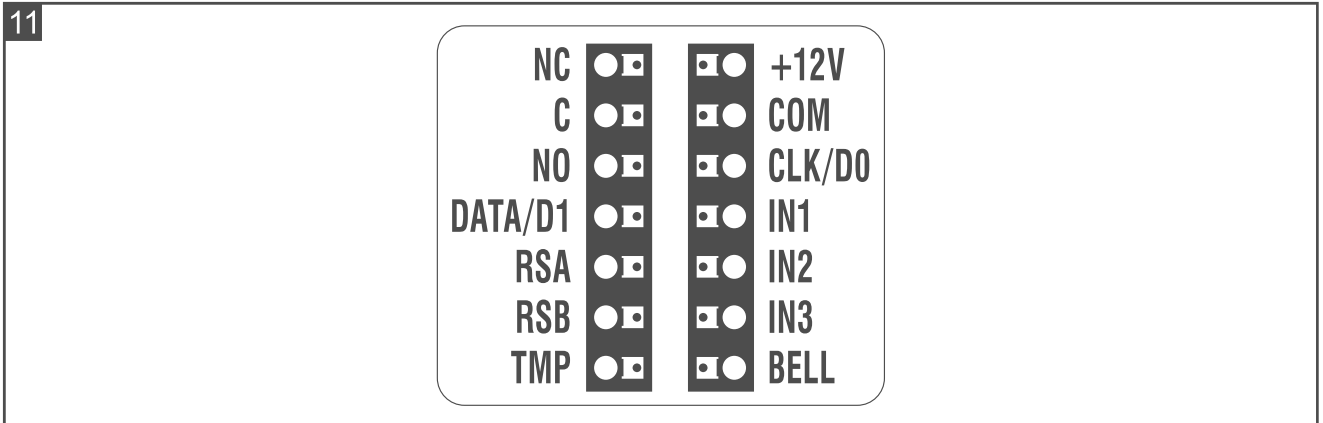 11
NC +12V
C COM
NO CLK/D0
DATA/D1 IN1
RSA IN2
RSB IN3
TMP BELL